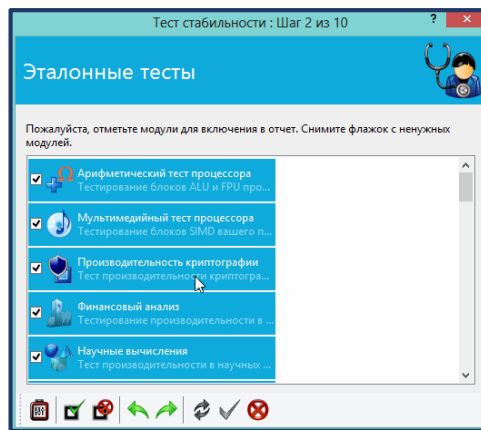 Тест стабильности : Шаг 2 из 10
Эталонные тесты
Пожалуйста, отметьте модули для включения в отчет. Снимите флажок с ненужных
модулей.
Арифметический тест процессора
Тестирование блоков ALU и FPU про...
Мультимедийный тест процессора
Тестирование блоков SIMD вашего п...
Производительность криптографии
Тест производительности криптогра...
Финансовый анализ
Тестирование производительности в ...
Научные вычисления
Тест производительности в научных ...